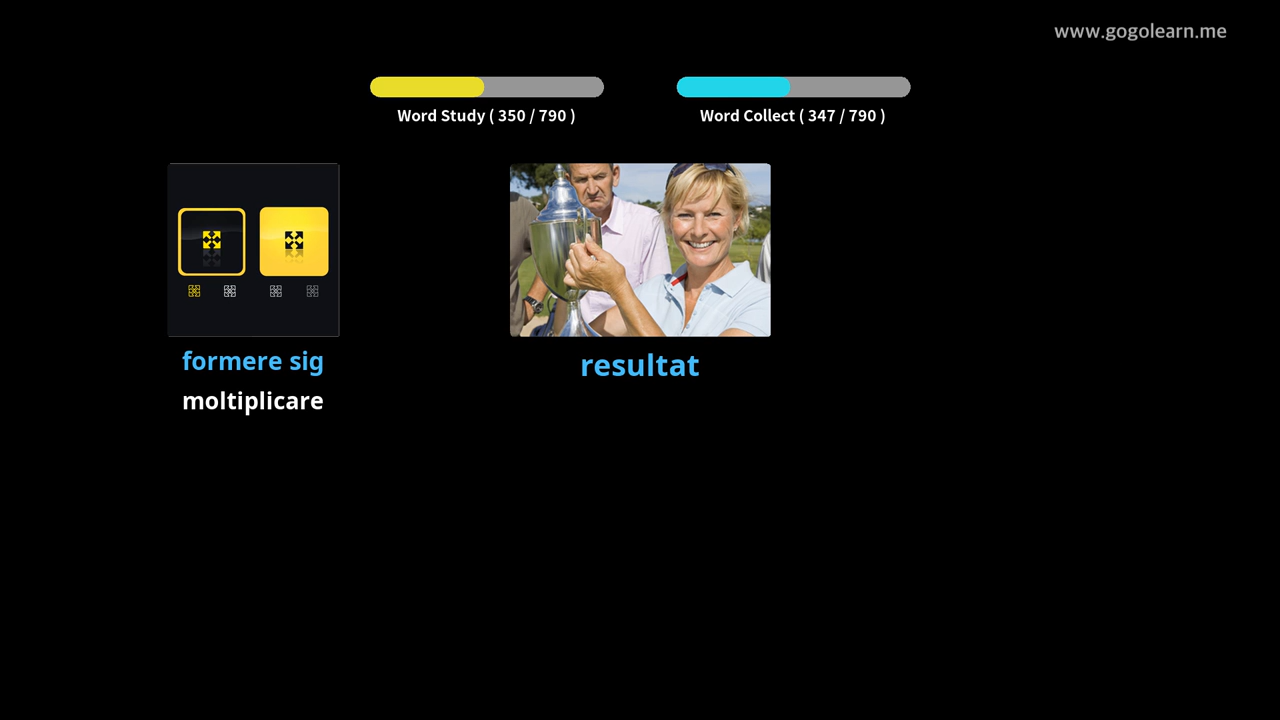 www.gogolearn.me
Word Study ( 350 / 790 )
Word Collect ( 347 / 790 )
formere sig
moltiplicare
resultat